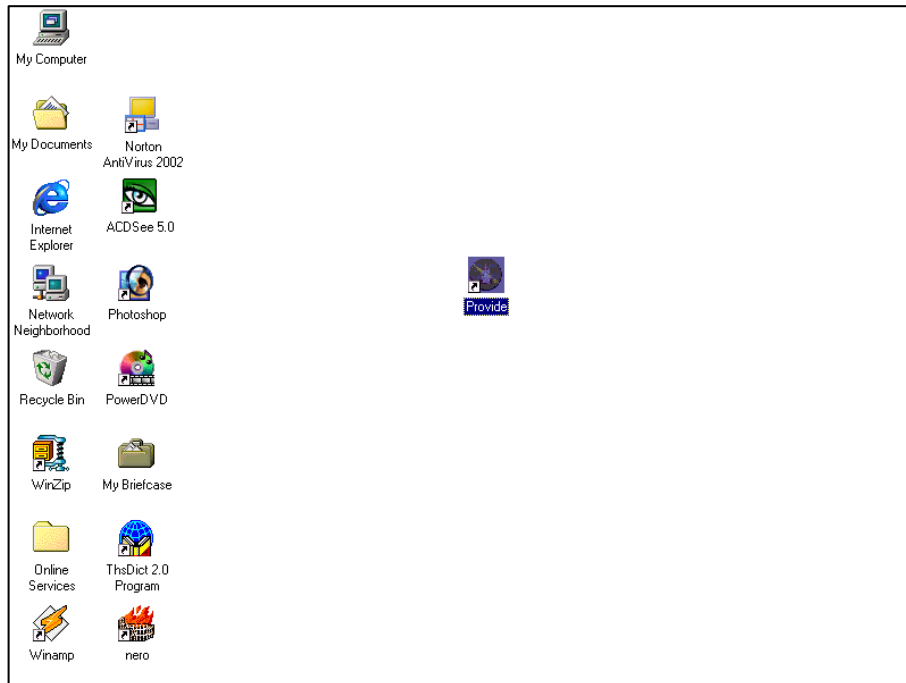 My Computer
My Documents
Norton
AntiVirus 2002
Internet
Explorer
ACDSee 5.0
Provide
Network
Neighborhood
Photoshop
Recycle Bin
PowerDVD
WinZip
My Briefcase
Online
Services
ThsDict 2.0
Program
Winamp
nero